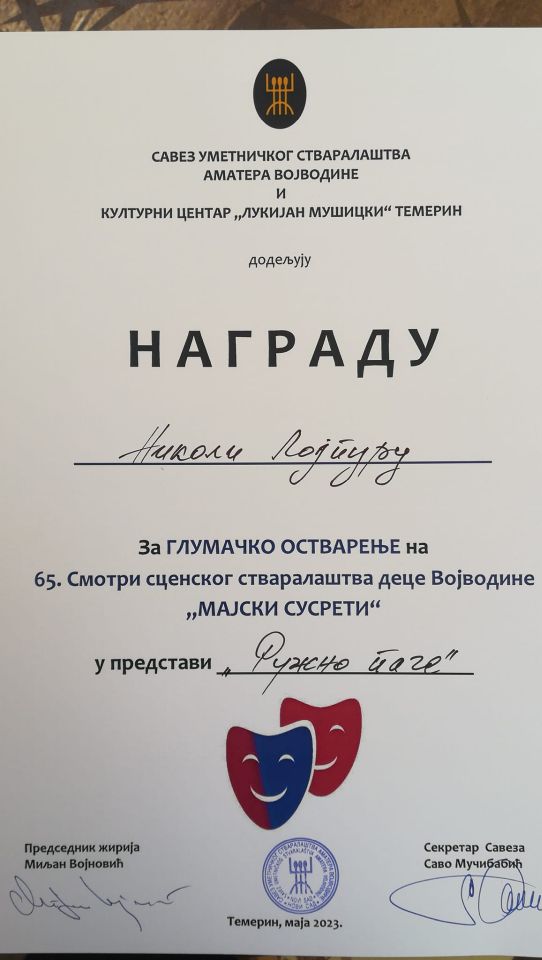 САВЕЗ УМЕТНИЧКОГ СТВАРАЛАШТВА
АМАТЕРА ВОЈВОДИНЕ
И
КУЛТУРНИ ЦЕНТАР „ЛУКИЈАН МУШИЦКИ“ ТЕМЕРИН
додељују
НАГРАДУ
Николи
За ГЛУМАЧКО ОСТВАРЕЊЕ на
65. Смотри сценског стваралаштва деце Војводине
„МАЈСКИ СУСРЕТИ“
у представи „Ружно паче“
Председник жирија
Миљан Војновић
Секретар Савеза
Саво Мучибабић
Темерин, маја 2023.